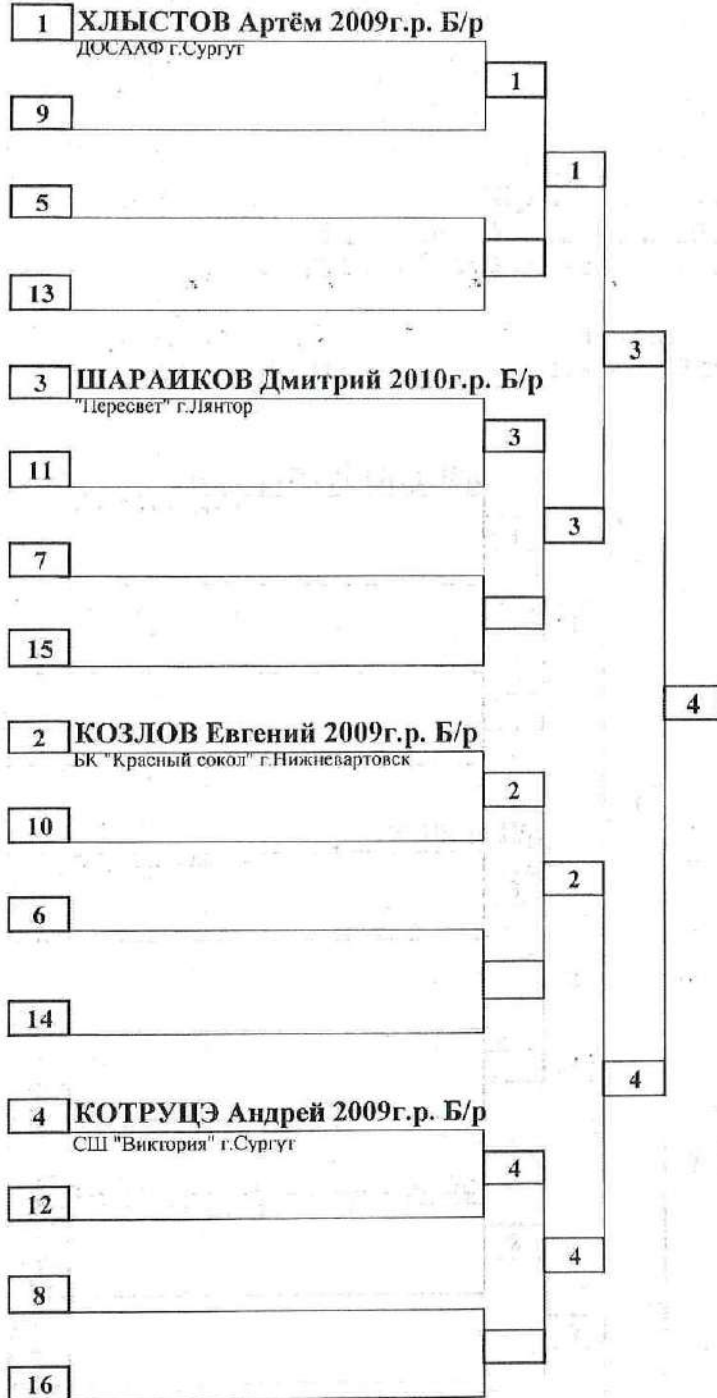 1 ХЛЫСТОВ Артём 2009г.р. Б/р
ДОСААФ г.Сургут
1
9
1
5
13
3
3 ШАРАИКОВ Дмитрий 2010г.р. Б/р
"Пересвет" г.Лянтор
3
11
3
7
15
4
2 КОЗЛОВ Евгений 2009г.р. Б/р
БК "Красный сокол" г.Нижневартовск
2
10
2
6
14
4
4 КОТРУЦЭ Андрей 2009г.р. Б/р
СШ "Виктория" г.Сургут
4
12
4
8
16